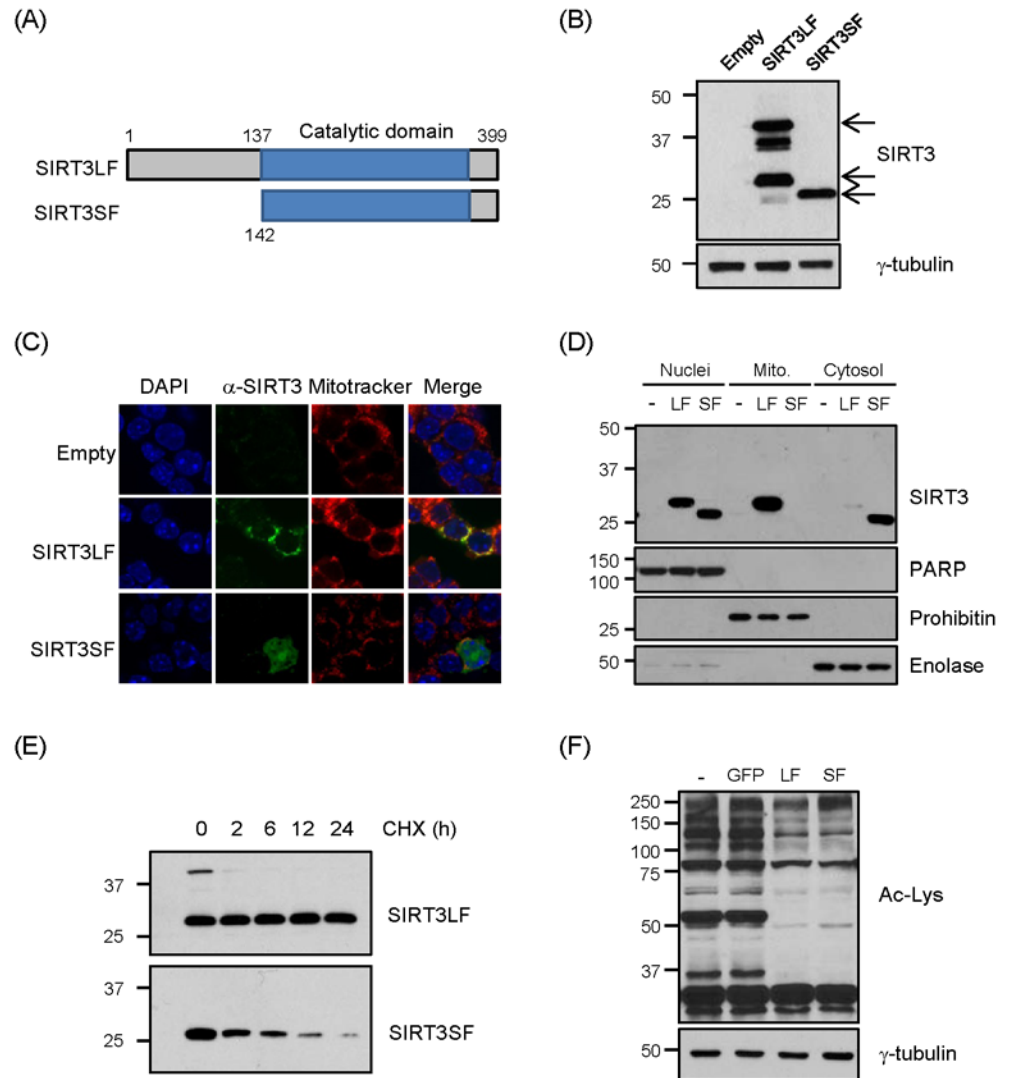 (A)
1 137 Catalytic domain 399
SIRT3LF
SIRT3SF
142
(B)
Empty SIRT3LF SIRT3SF
50
37
SIRT3
25
50 γ-tubulin
(C)
DAPI α-SIRT3 Mitotracker Merge
Empty
SIRT3LF
SIRT3SF
(D)
Nuclei Mito. Cytosol
- LF SF - LF SF - LF SF
50
37
SIRT3
25
150
PARP
100
Prohibitin
25
50 Enolase
(E)
0 2 6 12 24 CHX (h)
37
SIRT3LF
25
37
SIRT3SF
25
(F)
- GFP LF SF
250
150
100
75
Ac-Lys
50
37
50 γ-tubulin